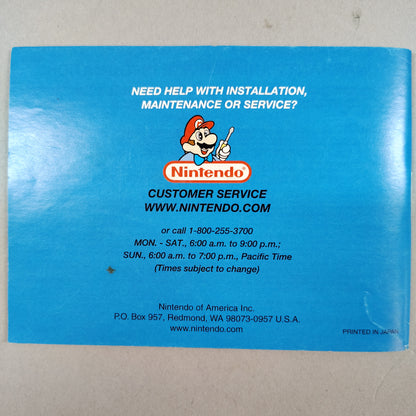 NEED HELP WITH INSTALLATION,
MAINTENANCE OR SERVICE?
Nintendo®
CUSTOMER SERVICE
WWW.NINTENDO.COM
or call 1-800-255-3700
MON. - SAT., 6:00 a.m. to 9:00 p.m.;
SUN., 6:00 a.m. to 7:00 p.m., Pacific Time
(Times subject to change)
Nintendo of America Inc.
P.O. Box 957, Redmond, WA 98073-0957 U.S.A.
www.nintendo.com
PRINTED IN JAPAN